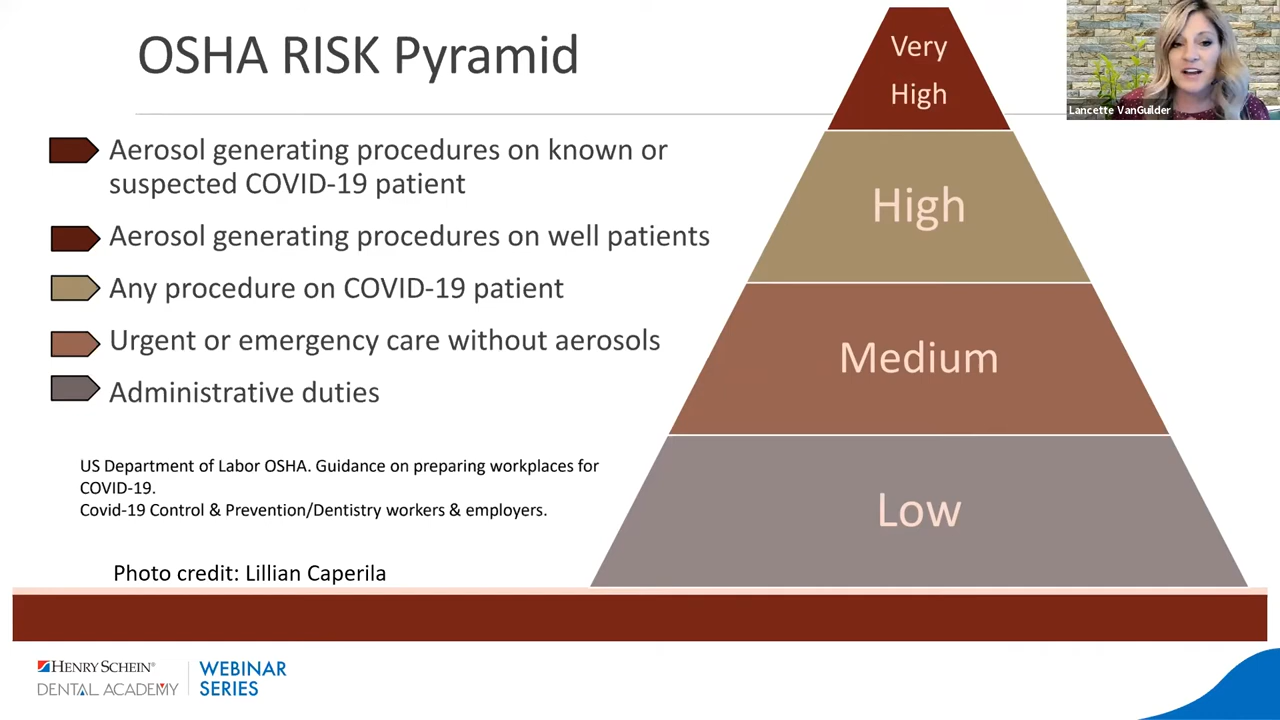 OSHA RISK Pyramid
Aerosol generating procedures on known or
suspected COVID-19 patient
Aerosol generating procedures on well patients
Any procedure on COVID-19 patient
Urgent or emergency care without aerosols
Administrative duties
US Department of Labor OSHA. Guidance on preparing workplaces for
COVID-19.
Covid-19 Control & Prevention/Dentistry workers & employers.
Photo credit: Lillian Caperila
Very
High
High
Medium
Low
Lancette VanGuilder
HENRY SCHEIN®
DENTAL ACADEMY
WEBINAR
SERIES